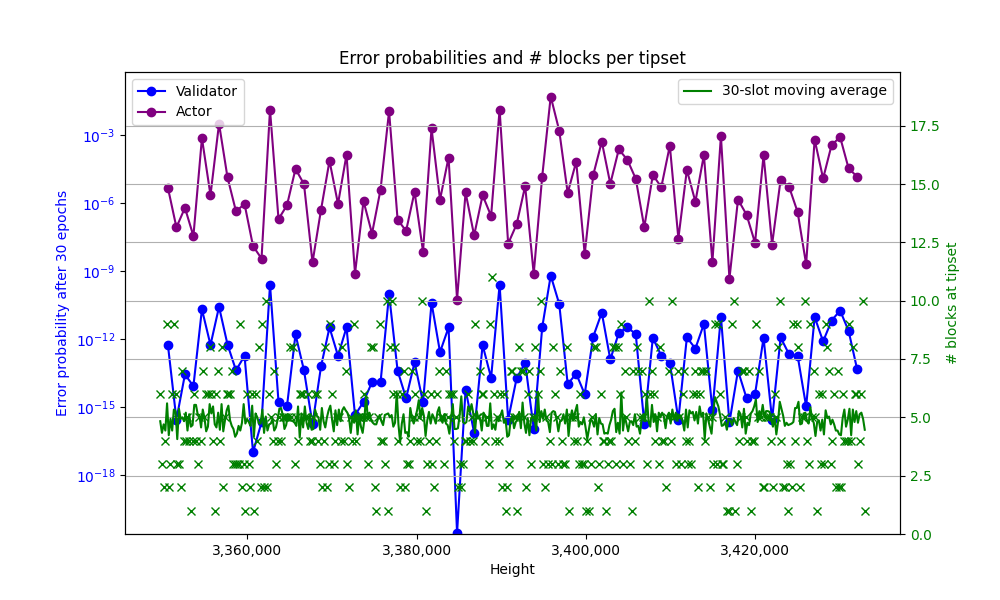 Error probabilities and # blocks per tipset
Validator
Actor
30-slot moving average
10⁻³
10⁻⁶
10⁻⁹
10⁻¹²
10⁻¹⁵
10⁻¹⁸
Error probability after 30 epochs
17.5
15.0
12.5
10.0
7.5
5.0
2.5
0.0
# blocks at tipset
3,360,000
3,380,000
3,400,000
3,420,000
Height